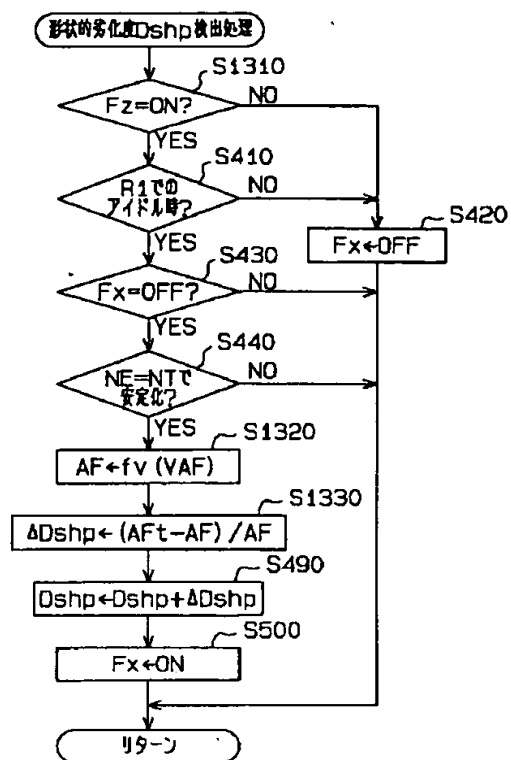 形状的劣化度Dshp検出処理
S1310
Fz=ON?
NO
YES
S410
R1での
アイドル時?
NO
YES
S420
Fx←OFF
S430
Fx=OFF?
NO
YES
S440
NE=NTで
安定化?
NO
YES
S1320
AF←fv(VAF)
S1330
ΔDshp←(AFt-AF)/AF
S490
Dshp←Dshp+ΔDshp
S500
Fx←ON
リターン